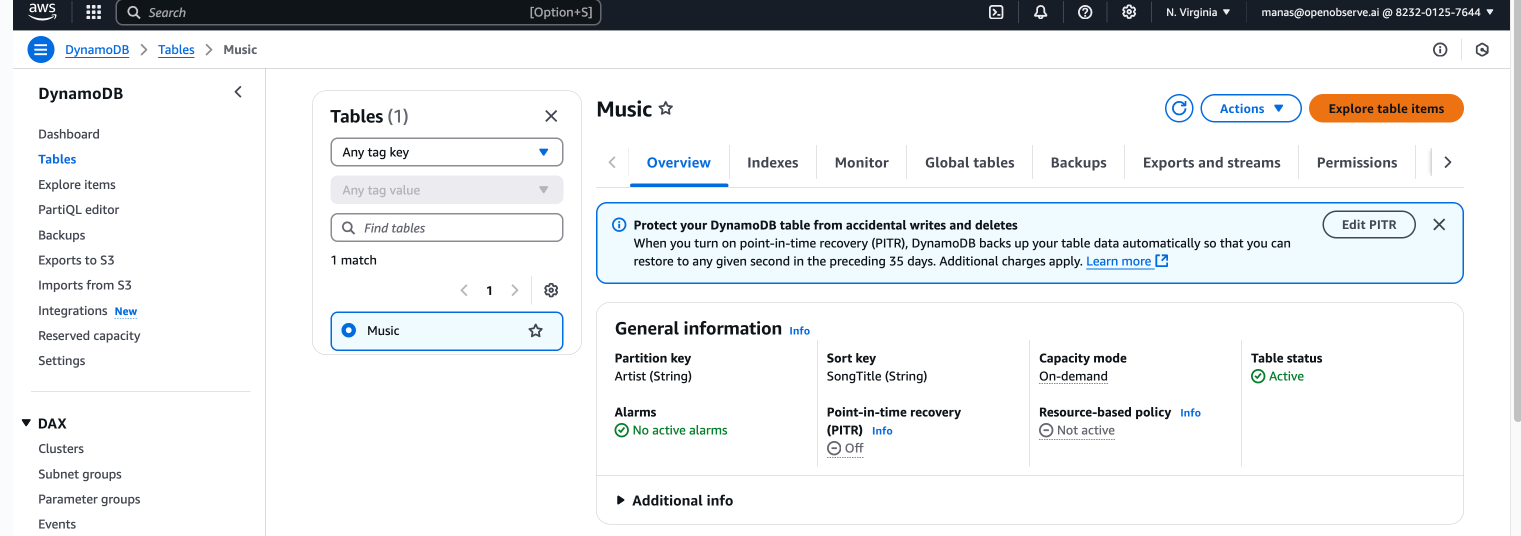 aws
Search [Option+S]
N. Virginia
manas@openobserve.ai @ 8232-0125-7644
DynamoDB
Tables
Music
DynamoDB
Dashboard
Tables
Explore items
PartiQL editor
Backups
Exports to S3
Imports from S3
Integrations New
Reserved capacity
Settings
DAX
Clusters
Subnet groups
Parameter groups
Events
Tables (1)
Any tag key
Any tag value
Find tables
1 match
1
Music
Music
Actions
Explore table items
Overview
Indexes
Monitor
Global tables
Backups
Exports and streams
Permissions
Protect your DynamoDB table from accidental writes and deletes
When you turn on point-in-time recovery (PITR), DynamoDB backs up your table data automatically so that you can
restore to any given second in the preceding 35 days. Additional charges apply. Learn more
Edit PITR
General information Info
Partition key
Artist (String)
Sort key
SongTitle (String)
Capacity mode
On-demand
Table status
Active
Alarms
No active alarms
Point-in-time recovery
(PITR) Info
Off
Resource-based policy Info
Not active
Additional info